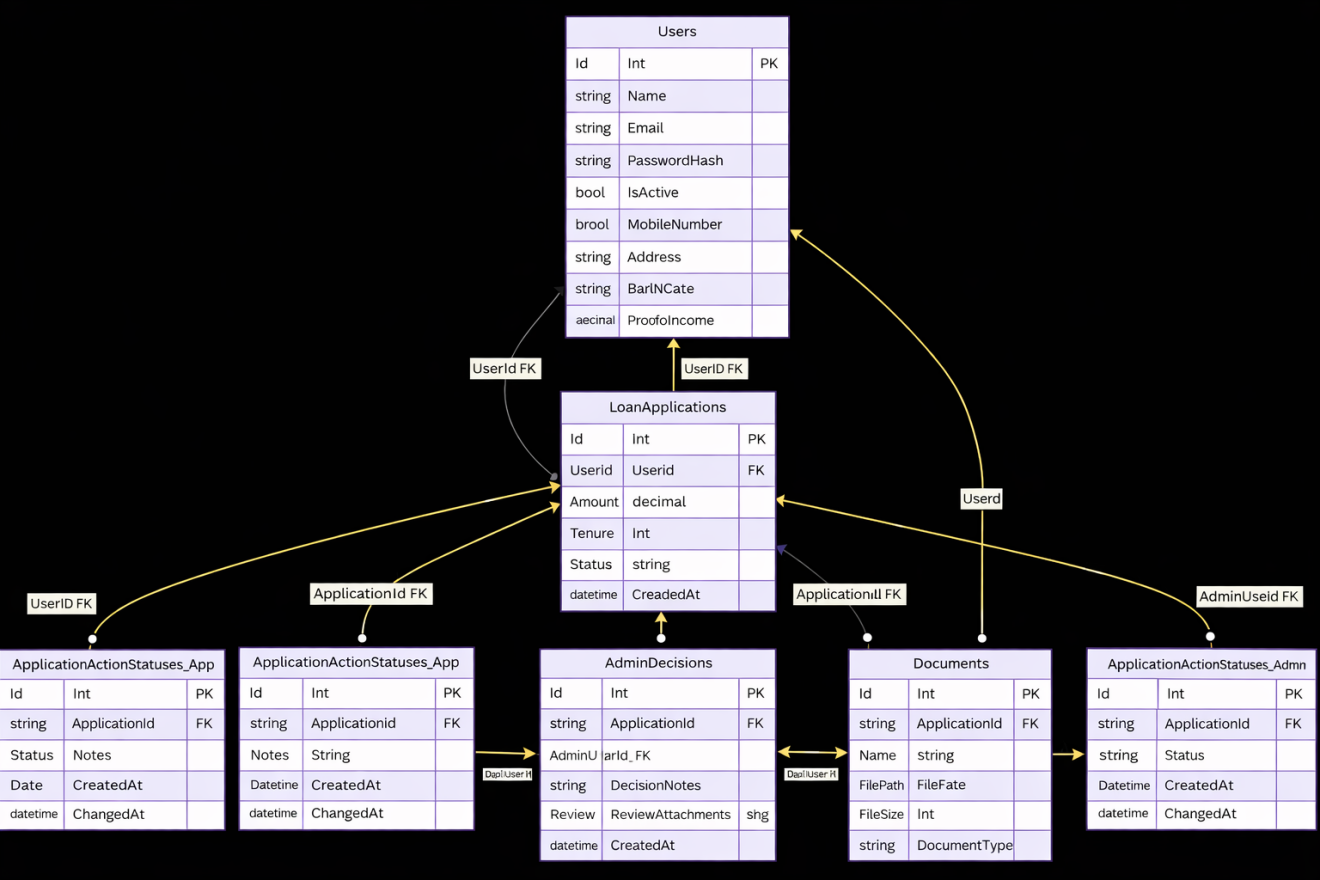 Users
Id Int PK
string Name
string Email
string PasswordHash
bool IsActive
brool MobileNumber
string Address
string BarlNCate
aecinal ProofoIncome
UserId FK
UserID FK
LoanApplications
Id Int PK
Userid Userid FK
Amount decimal
Tenure Int
Status string
datetime CreadedAt
Userd
UserID FK
ApplicationId FK
FK
AdminUseid FK
ApplicationActionStatuses_App
Id Int PK
string ApplicationId FK
Status Notes
Date CreatedAt
datetime ChangedAt
ApplicationActionStatuses_App
Id Int PK
string Applicationid FK
Notes String
Datetine CreatedAt
datetime ChangedAt
AdminDecisions
Id Int PK
string ApplicationId FK
AdminU arId_FK
string DecisionNotes
Review ReviewAttachments shg
datetime CreatedAt
Documents
Id Int PK
string ApplicationId FK
Name string
FilePath FileFate
FileSize Int
string DocumentType
ApplicationActionStatuses_Admn
Id Int PK
string ApplicationId FK
string Status
Datetime CreatedAt
datetime ChangedAt